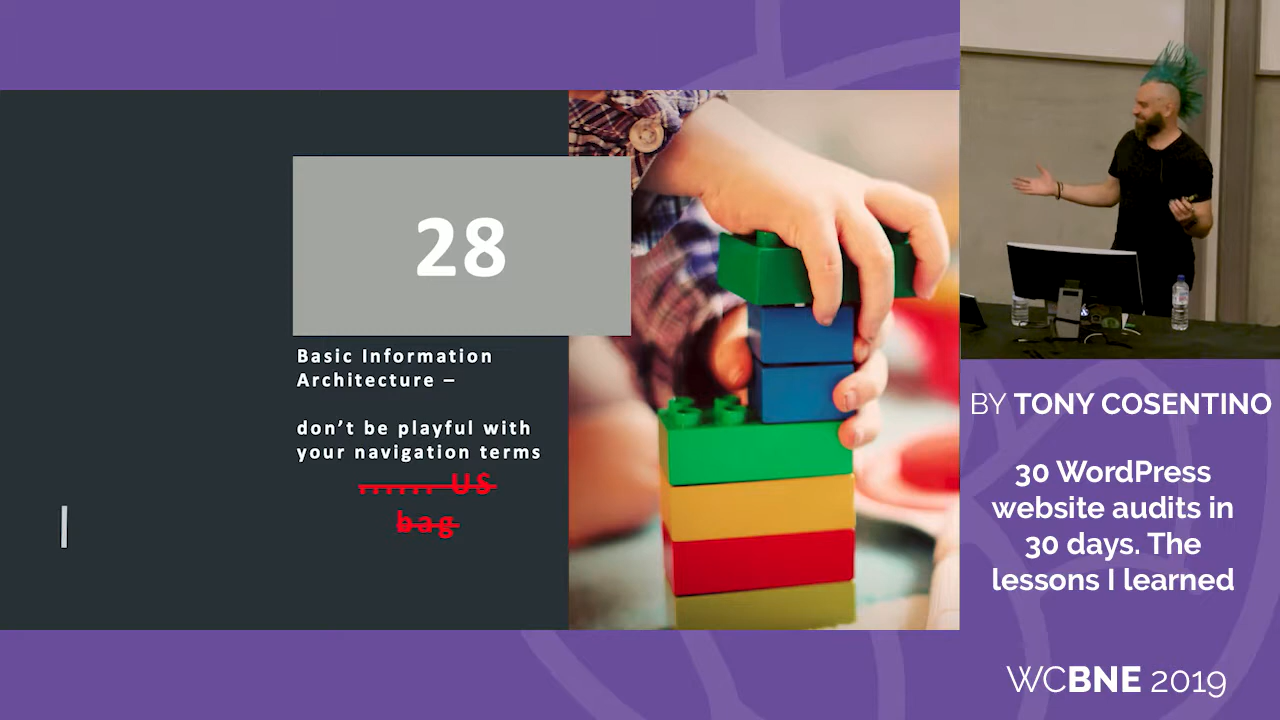 28
Basic Information
Architecture –
don’t be playful with
your navigation terms
....... US
bag
BY TONY COSENTINO
30 WordPress
website audits in
30 days. The
lessons I learned
WCBNE 2019